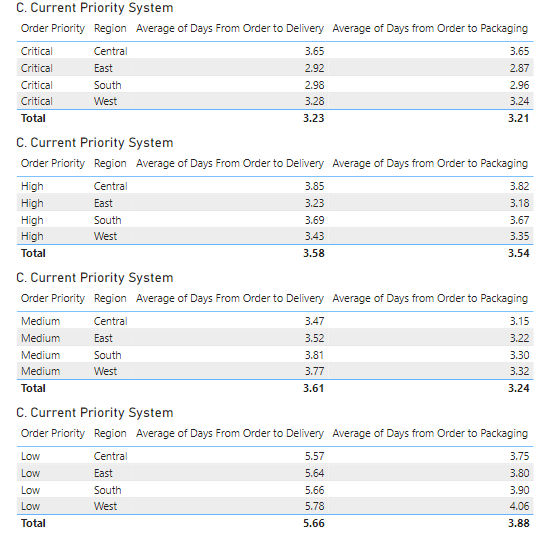 C. Current Priority System
Order Priority Region Average of Days From Order to Delivery Average of Days from Order to Packaging
Critical Central 3.65 3.65
Critical East 2.92 2.87
Critical South 2.98 2.96
Critical West 3.28 3.24
Total 3.23 3.21
C. Current Priority System
Order Priority Region Average of Days From Order to Delivery Average of Days from Order to Packaging
High Central 3.85 3.82
High East 3.23 3.18
High South 3.69 3.67
High West 3.43 3.35
Total 3.58 3.54
C. Current Priority System
Order Priority Region Average of Days From Order to Delivery Average of Days from Order to Packaging
Medium Central 3.47 3.15
Medium East 3.52 3.22
Medium South 3.81 3.30
Medium West 3.77 3.32
Total 3.61 3.24
C. Current Priority System
Order Priority Region Average of Days From Order to Delivery Average of Days from Order to Packaging
Low Central 5.57 3.75
Low East 5.64 3.80
Low South 5.66 3.90
Low West 5.78 4.06
Total 5.66 3.88